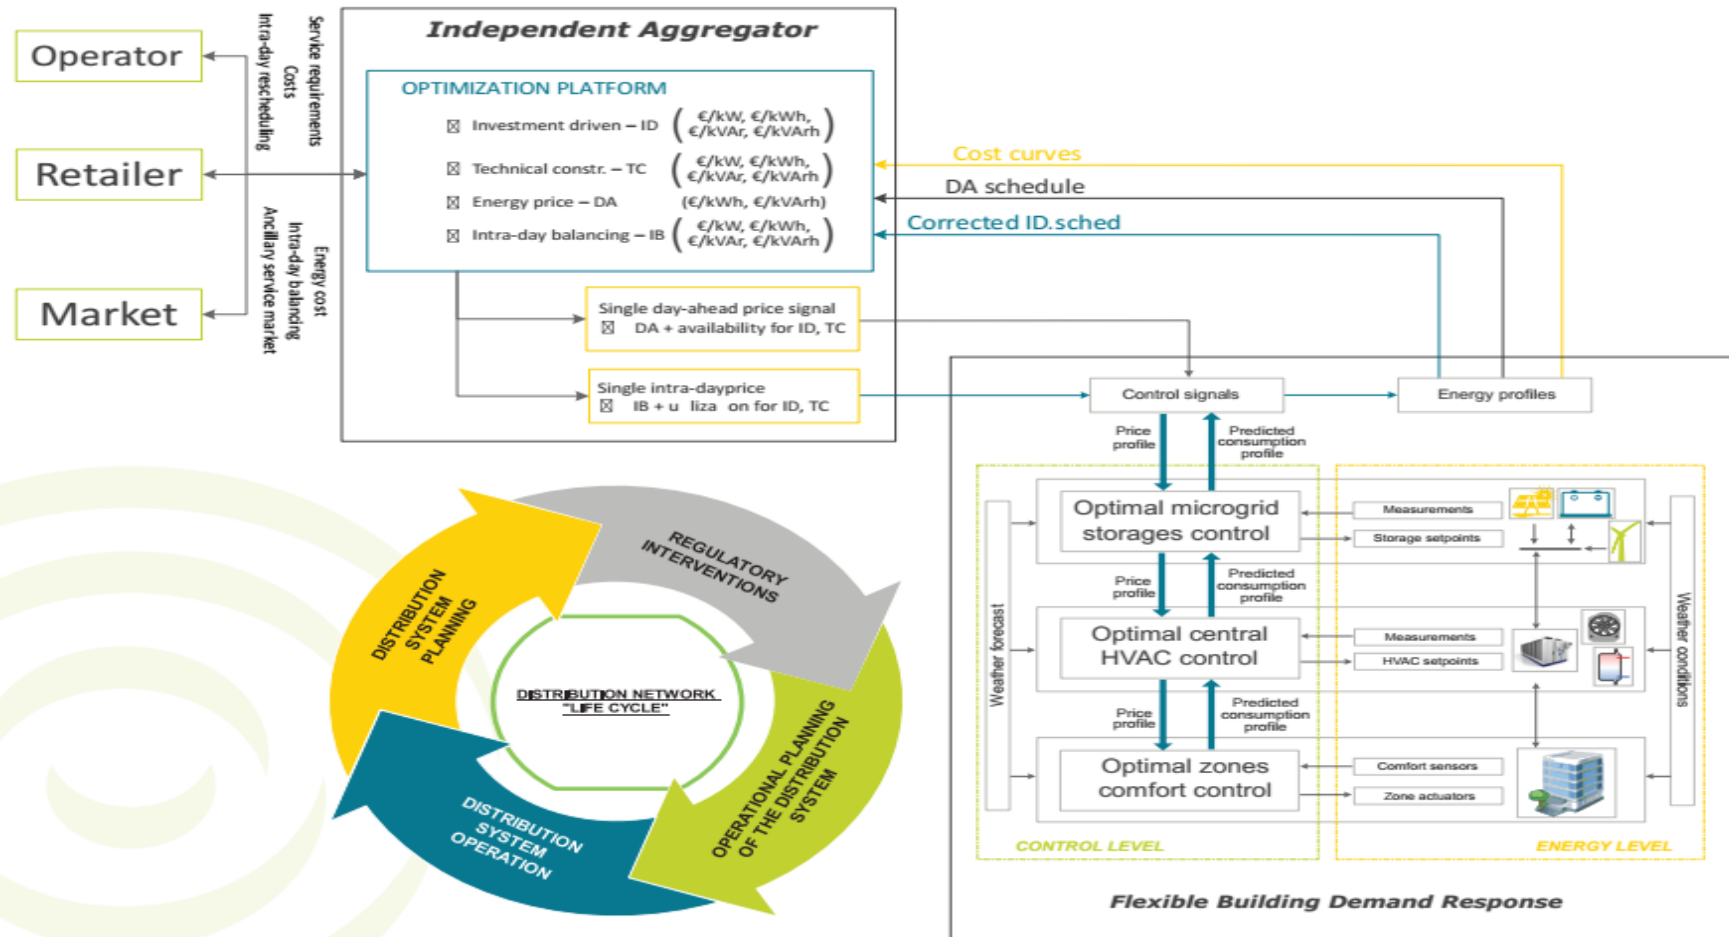 Operator
Retailer
Market
Service requirements
Costs
Intra-day rescheduling
Energy cost
Intra-day balancing
Ancillary service market
Independent Aggregator
OPTIMIZATION PLATFORM
Investment driven – ID
(€/kW, €/kWh,
€/kVAr, €/kVArh)
Technical constr. – TC
(€/kW, €/kWh,
€/kVAr, €/kVArh)
Energy price – DA (€/kWh, €/kVArh)
Intra-day balancing – IB
(€/kW, €/kWh,
€/kVAr, €/kVArh)
Single day-ahead price signal
DA + availability for ID, TC
Single intra-dayprice
IB + u liza on for ID, TC
Cost curves
DA schedule
Corrected ID.sched
Control signals
Energy profiles
Price
profile
Predicted
consumption
profile
Optimal microgrid
storages control
Measurements
Storage setpoints
Price
profile
Predicted
consumption
profile
Optimal central
HVAC control
Measurements
HVAC setpoints
Price
profile
Predicted
consumption
profile
Optimal zones
comfort control
Comfort sensors
Zone actuators
Weather forecast
Weather conditions
CONTROL LEVEL
ENERGY LEVEL
Flexible Building Demand Response
DISTRIBUTION
SYSTEM
PLANNING
REGULATORY
INTERVENTIONS
OPERATIONAL PLANNING
OF THE DISTRIBUTION
SYSTEM
DISTRIBUTION
SYSTEM
OPERATION
DISTRIBUTION NETWORK
"LIFE CYCLE"